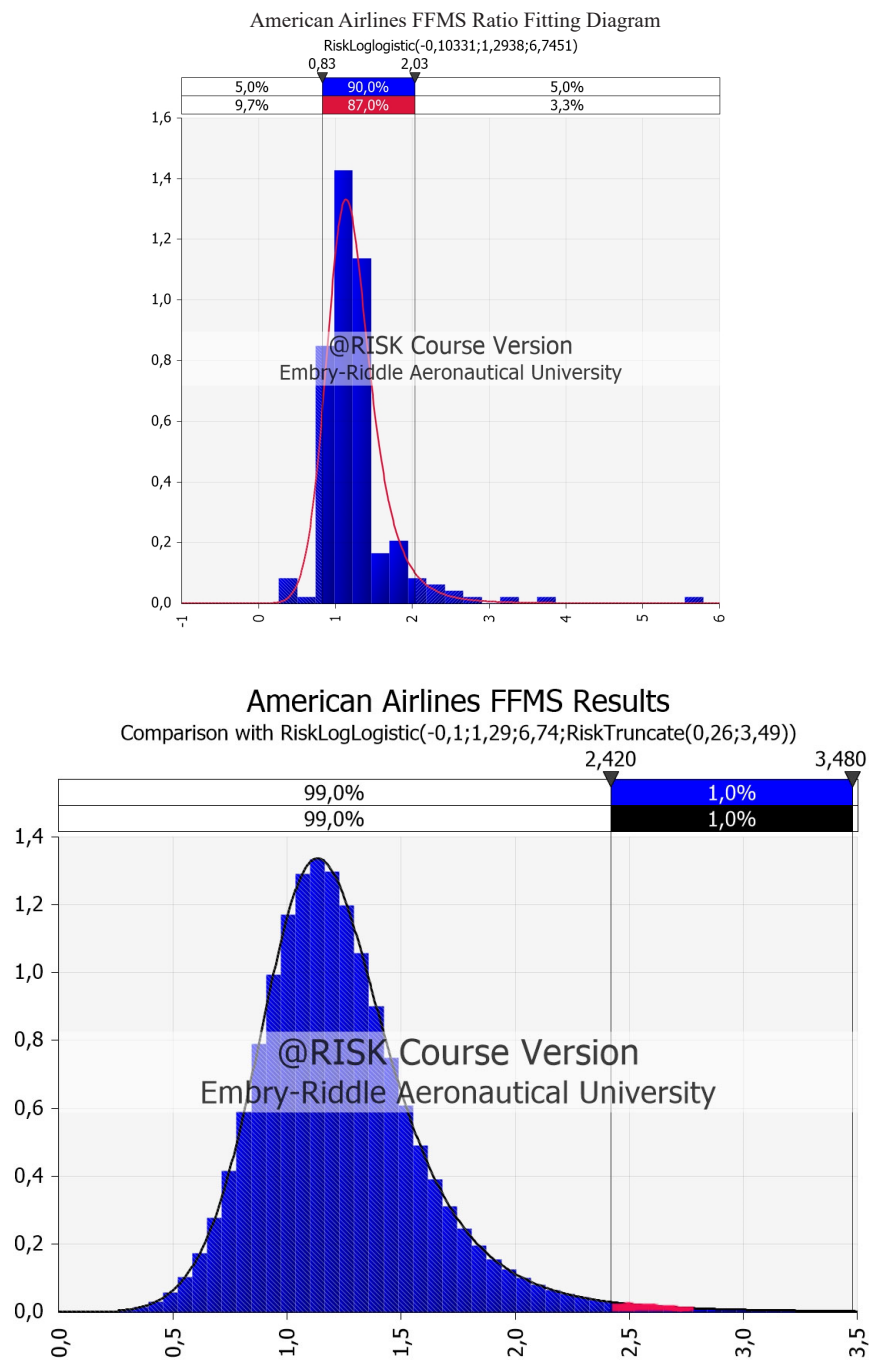 American Airlines FFMS Ratio Fitting Diagram
RiskLoglogistic(-0,10331;1,2938;6,7451)
0,83 2,03
5,0% 90,0% 5,0%
9,7% 87,0% 3,3%
1,6
1,4
1,2
1,0
0,8
0,6
0,4
0,2
0,0
@RISK Course Version
Embry-Riddle Aeronautical University
-1 0 1 2 3 4 5 6
American Airlines FFMS Results
Comparison with RiskLogLogistic(-0,1;1,29;6,74;RiskTruncate(0,26;3,49))
2,420 3,480
99,0% 1,0%
99,0% 1,0%
1,4
1,2
1,0
0,8
0,6
0,4
0,2
0,0
@RISK Course Version
Embry-Riddle Aeronautical University
0,0 0,5 1,0 1,5 2,0 2,5 3,0 3,5